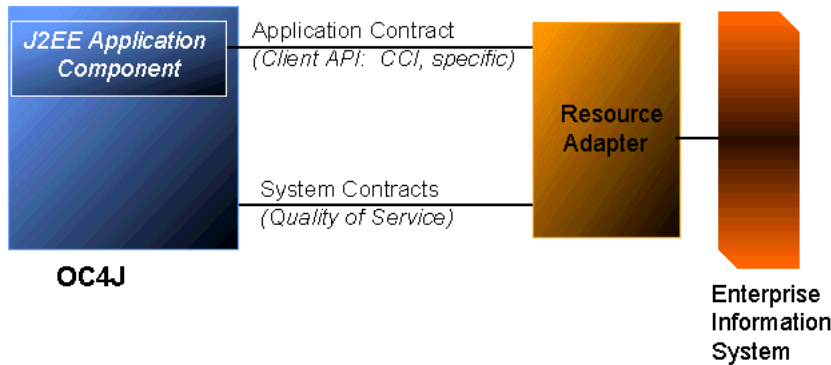 J2EE Application
Component
Application Contract
(Client API:  CCI, specific)
Resource
Adapter
System Contracts
(Quality of Service)
OC4J
Enterprise
Information
System